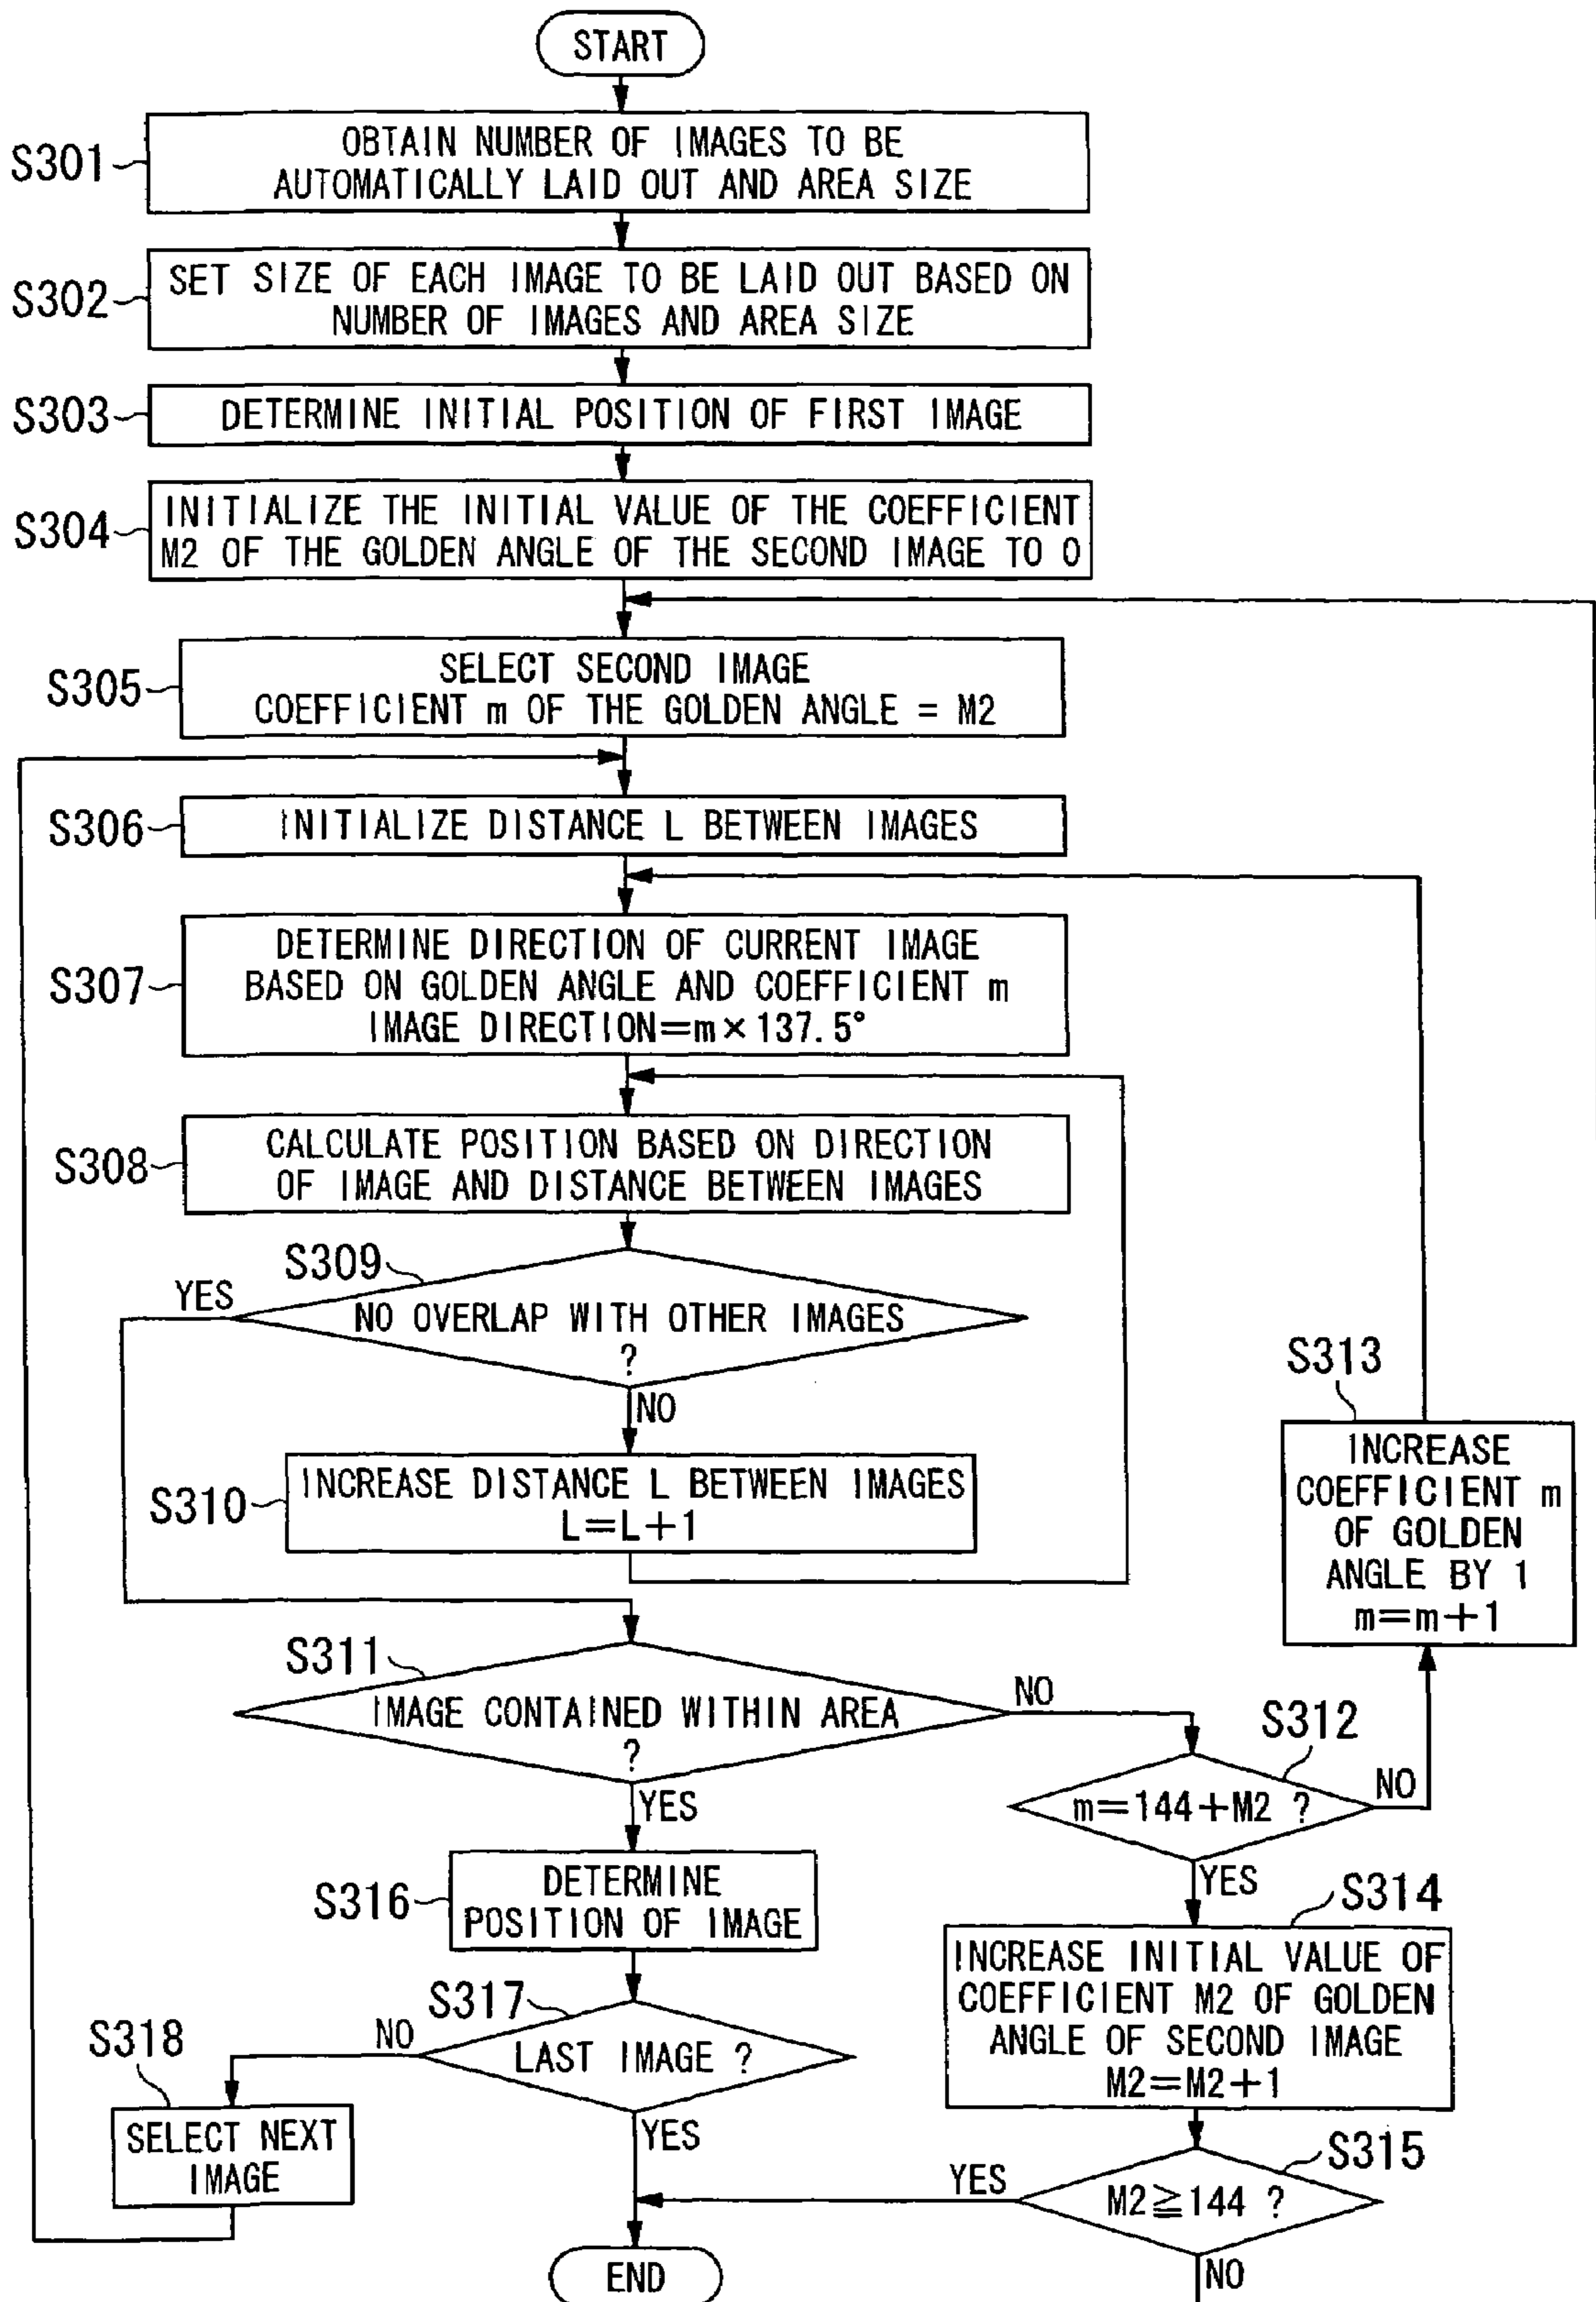 START
S301
OBTAIN NUMBER OF IMAGES TO BE
AUTOMATICALLY LAID OUT AND AREA SIZE
S302
SET SIZE OF EACH IMAGE TO BE LAID OUT BASED ON
NUMBER OF IMAGES AND AREA SIZE
S303
DETERMINE INITIAL POSITION OF FIRST IMAGE
S304
INITIALIZE THE INITIAL VALUE OF THE COEFFICIENT
M2 OF THE GOLDEN ANGLE OF THE SECOND IMAGE TO 0
S305
SELECT SECOND IMAGE
COEFFICIENT m OF THE GOLDEN ANGLE = M2
S306
INITIALIZE DISTANCE L BETWEEN IMAGES
S307
DETERMINE DIRECTION OF CURRENT IMAGE
BASED ON GOLDEN ANGLE AND COEFFICIENT m
IMAGE DIRECTION=m×137.5°
S308
CALCULATE POSITION BASED ON DIRECTION
OF IMAGE AND DISTANCE BETWEEN IMAGES
S309
YES
NO OVERLAP WITH OTHER IMAGES
?
NO
S310
INCREASE DISTANCE L BETWEEN IMAGES
L=L+1
S313
INCREASE
COEFFICIENT m
OF GOLDEN
ANGLE BY 1
m=m+1
S311
IMAGE CONTAINED WITHIN AREA
?
NO
YES
S312
m=144+M2 ?
NO
YES
S314
INCREASE INITIAL VALUE OF
COEFFICIENT M2 OF GOLDEN
ANGLE OF SECOND IMAGE
M2=M2+1
S316
DETERMINE
POSITION OF IMAGE
S317
LAST IMAGE ?
NO
YES
S318
SELECT NEXT
IMAGE
S315
M2≧144 ?
YES
NO
END